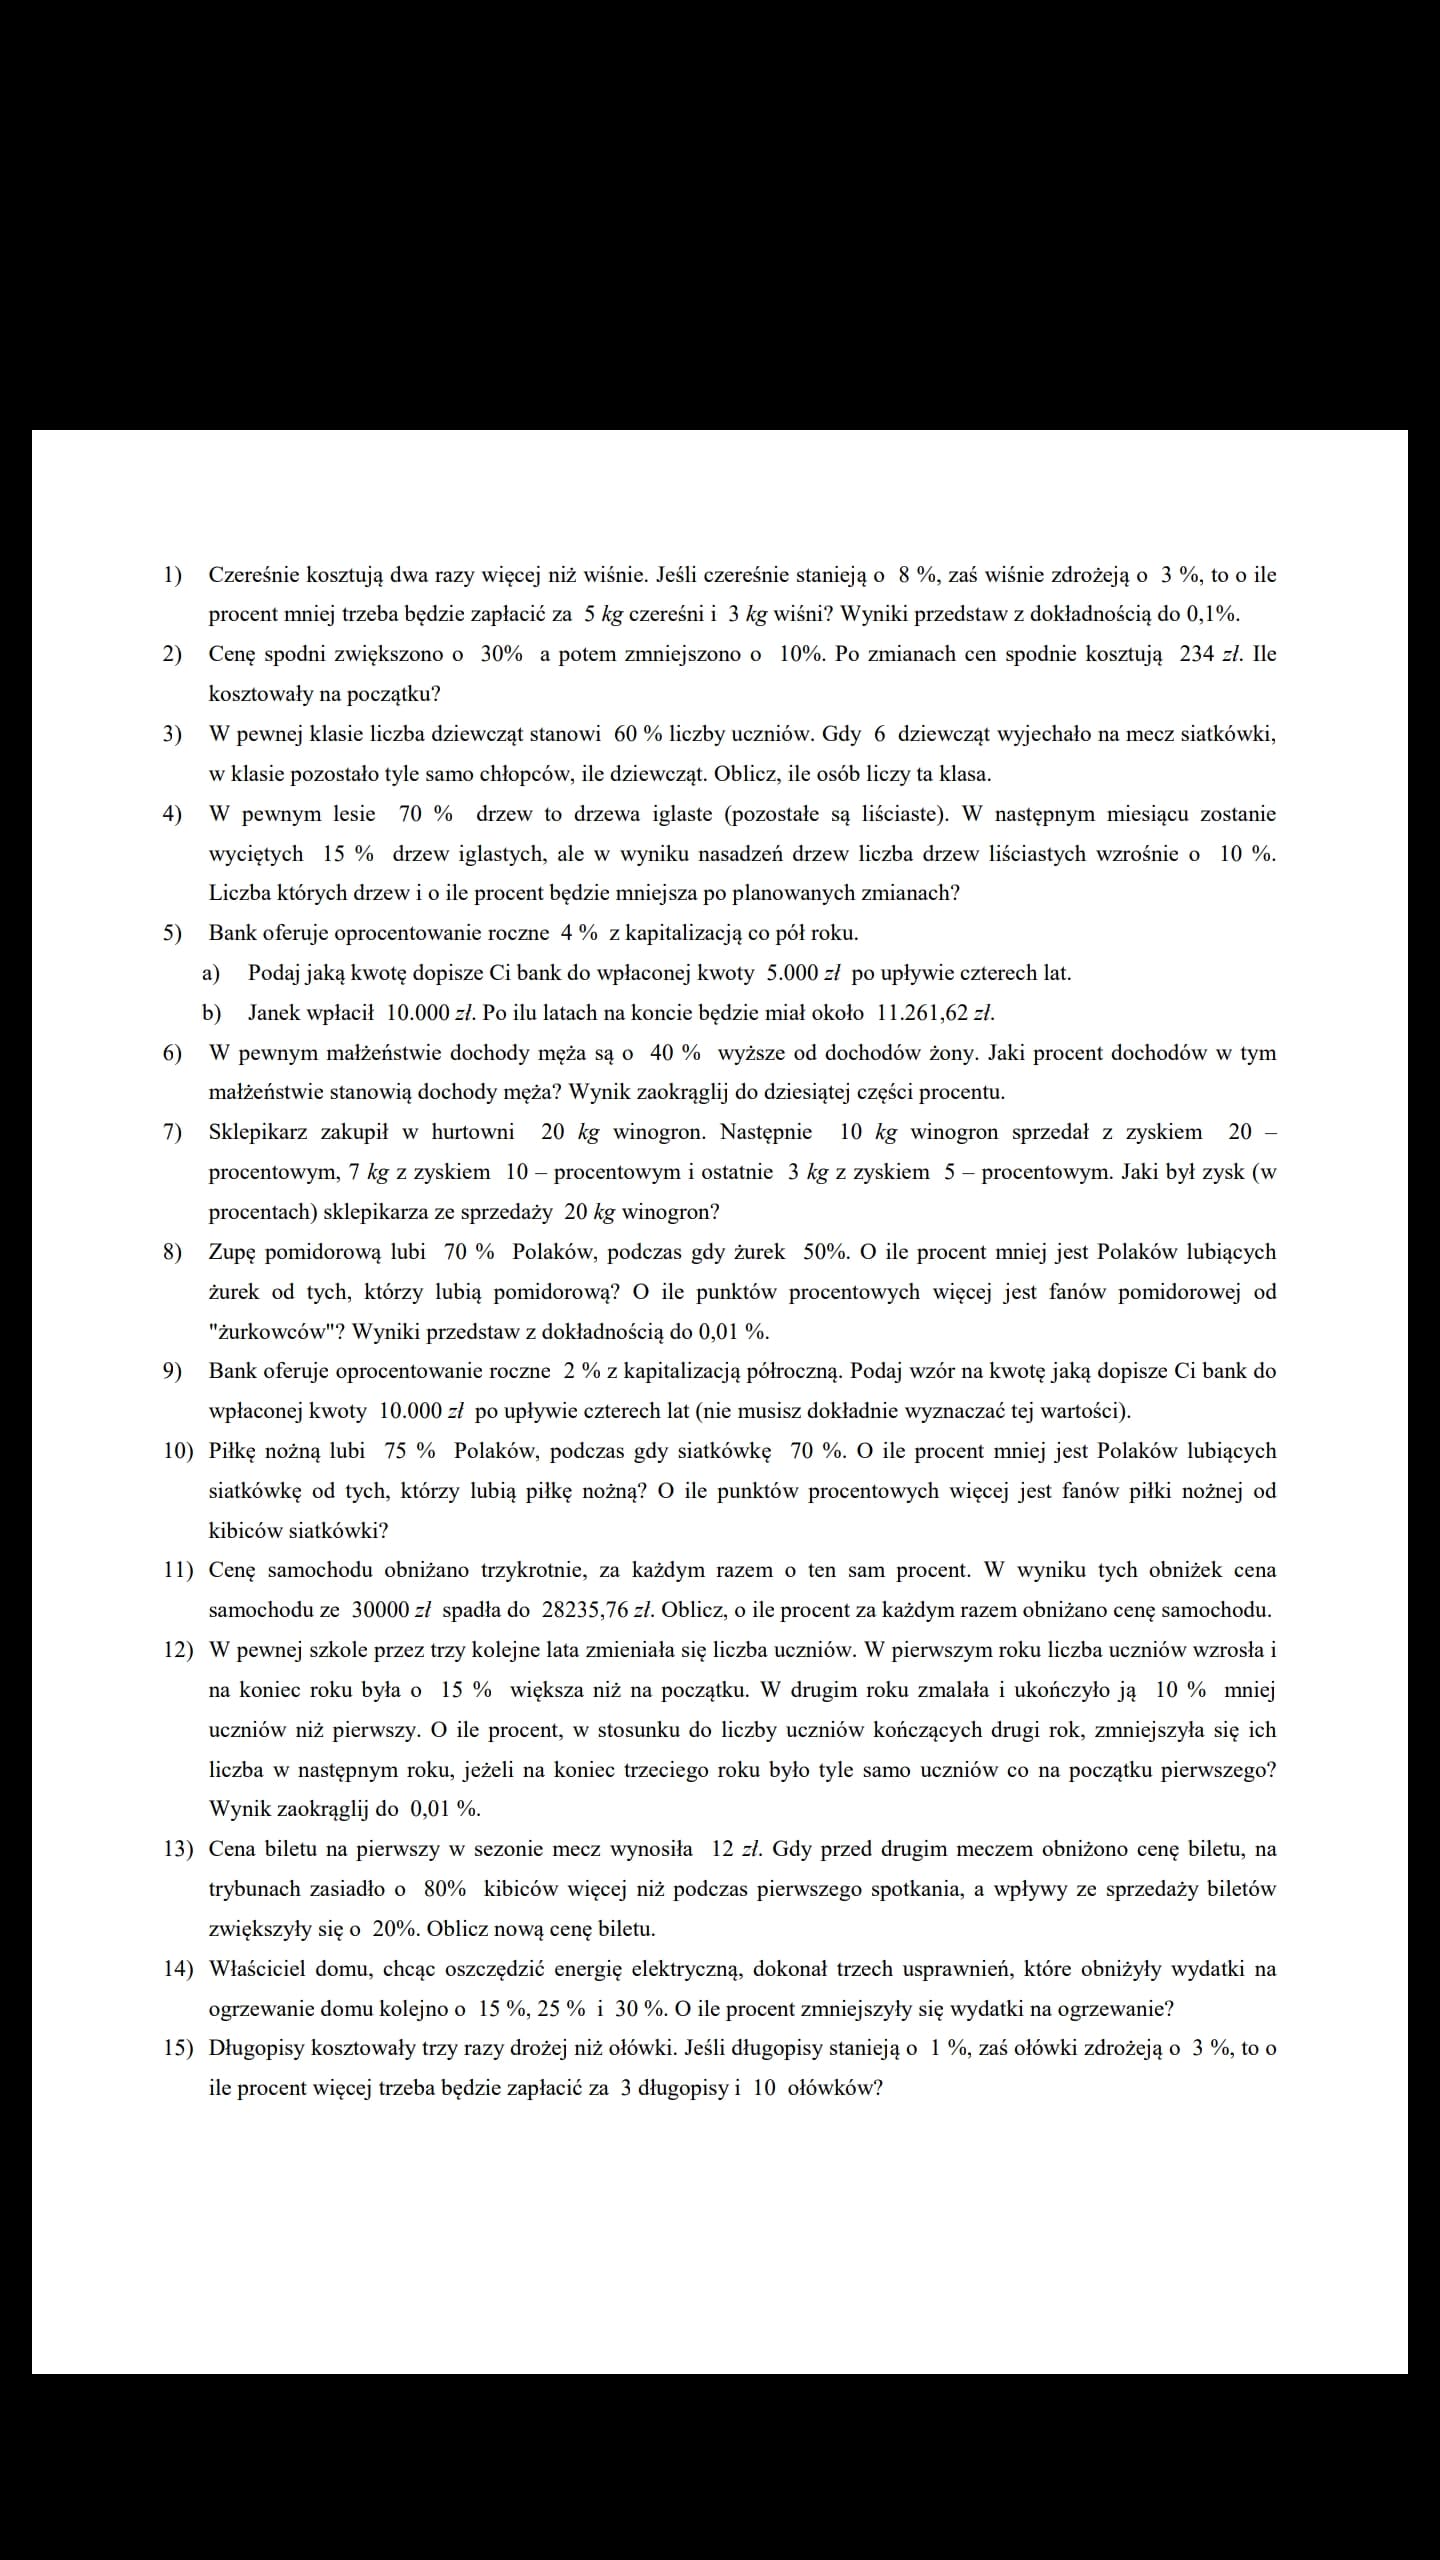 1) Czereśnie kosztują dwa razy więcej niż wiśnie. Jeśli czereśnie stanieją o 8 %, zaś wiśnie zdrożeją o 3 %, to o ile
procent mniej trzeba będzie zapłacić za 5 kg czereśni i 3 kg wiśni? Wyniki przedstaw z dokładnością do 0,1%.
2) Cenę spodni zwiększono o 30% a potem zmniejszono o 10%. Po zmianach cen spodnie kosztują 234 zł. Ile
kosztowały na początku?
3) W pewnej klasie liczba dziewcząt stanowi 60 % liczby uczniów. Gdy 6 dziewcząt wyjechało na mecz siatkówki,
w klasie pozostało tyle samo chłopców, ile dziewcząt. Oblicz, ile osób liczy ta klasa.
4) W pewnym lesie 70 % drzew to drzewa iglaste (pozostałe są liściaste). W następnym miesiącu zostanie
wyciętych 15 % drzew iglastych, ale w wyniku nasadzeń drzew liczba drzew liściastych wzrośnie o 10 %.
Liczba których drzew i o ile procent będzie mniejsza po planowanych zmianach?
5) Bank oferuje oprocentowanie roczne 4 % z kapitalizacją co pół roku.
a) Podaj jaką kwotę dopisze Ci bank do wpłaconej kwoty 5.000 zł po upływie czterech lat.
b) Janek wpłacił 10.000 zł. Po ilu latach na koncie będzie miał około 11.261,62 zł.
6) W pewnym małżeństwie dochody męża są o 40 % wyższe od dochodów żony. Jaki procent dochodów w tym
małżeństwie stanowią dochody męża? Wynik zaokrąglij do dziesiątej części procentu.
7) Sklepikarz zakupił w hurtowni 20 kg winogron. Następnie 10 kg winogron sprzedał z zyskiem 20 –
procentowym, 7 kg z zyskiem 10 – procentowym i ostatnie 3 kg z zyskiem 5 – procentowym. Jaki był zysk (w
procentach) sklepikarza ze sprzedaży 20 kg winogron?
8) Zupę pomidorową lubi 70 % Polaków, podczas gdy żurek 50%. O ile procent mniej jest Polaków lubiących
żurek od tych, którzy lubią pomidorową? O ile punktów procentowych więcej jest fanów pomidorowej od
"żurkowców"? Wyniki przedstaw z dokładnością do 0,01 %.
9) Bank oferuje oprocentowanie roczne 2 % z kapitalizacją półroczną. Podaj wzór na kwotę jaką dopisze Ci bank do
wpłaconej kwoty 10.000 zł po upływie czterech lat (nie musisz dokładnie wyznaczać tej wartości).
10) Piłkę nożną lubi 75 % Polaków, podczas gdy siatkówkę 70 %. O ile procent mniej jest Polaków lubiących
siatkówkę od tych, którzy lubią piłkę nożną? O ile punktów procentowych więcej jest fanów piłki nożnej od
kibiców siatkówki?
11) Cenę samochodu obniżano trzykrotnie, za każdym razem o ten sam procent. W wyniku tych obniżek cena
samochodu ze 30000 zł spadła do 28235,76 zł. Oblicz, o ile procent za każdym razem obniżano cenę samochodu.
12) W pewnej szkole przez trzy kolejne lata zmieniała się liczba uczniów. W pierwszym roku liczba uczniów wzrosła i
na koniec roku była o 15 % większa niż na początku. W drugim roku zmalała i ukończyło ją 10 % mniej
uczniów niż pierwszy. O ile procent, w stosunku do liczby uczniów kończących drugi rok, zmniejszyła się ich
liczba w następnym roku, jeżeli na koniec trzeciego roku było tyle samo uczniów co na początku pierwszego?
Wynik zaokrąglij do 0,01 %.
13) Cena biletu na pierwszy w sezonie mecz wynosiła 12 zł. Gdy przed drugim meczem obniżono cenę biletu, na
trybunach zasiadło o 80% kibiców więcej niż podczas pierwszego spotkania, a wpływy ze sprzedaży biletów
zwiększyły się o 20%. Oblicz nową cenę biletu.
14) Właściciel domu, chcąc oszczędzić energię elektryczną, dokonał trzech usprawnień, które obniżyły wydatki na
ogrzewanie domu kolejno o 15 %, 25 % i 30 %. O ile procent zmniejszyły się wydatki na ogrzewanie?
15) Długopisy kosztowały trzy razy drożej niż ołówki. Jeśli długopisy stanieją o 1 %, zaś ołówki zdrożeją o 3 %, to o
ile procent więcej trzeba będzie zapłacić za 3 długopisy i 10 ołówków?